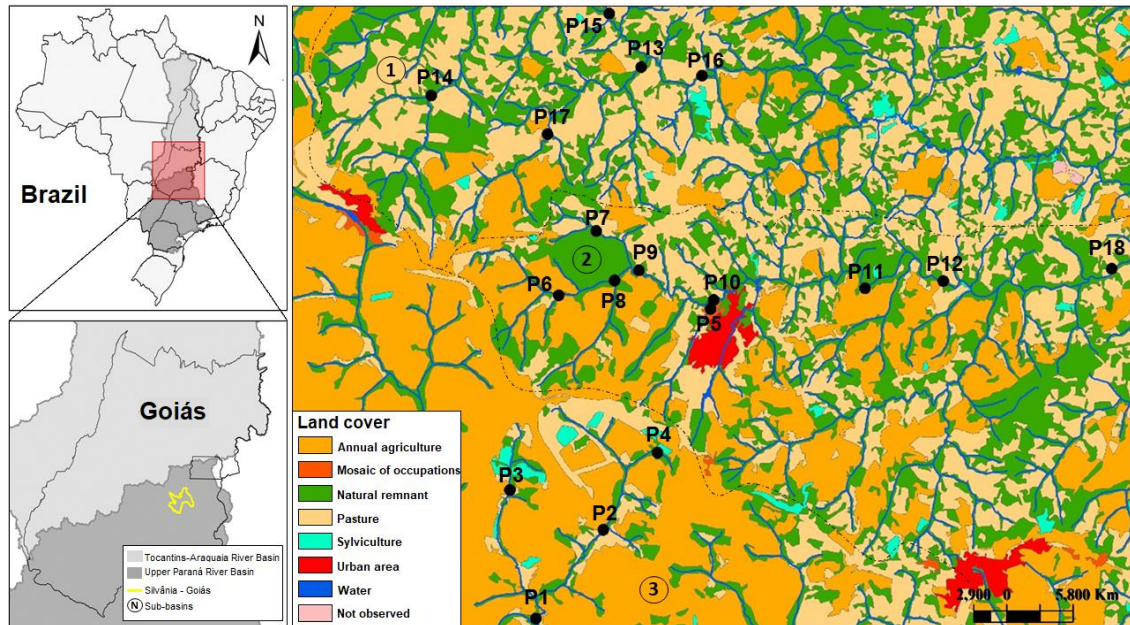 N
Brazil
Goiás
Tocantins-Araquaia River Basin
Upper Paraná River Basin
Silvânia - Goiás
N Sub-basins
P15
P13
P16
1
P14
P17
P7
2
P9
P6
P8
P10
P5
P11
P12
P18
P4
P3
P2
3
P1
Land cover
Annual agriculture
Mosaic of occupations
Natural remnant
Pasture
Sylviculture
Urban area
Water
Not observed
2,900 0 5,800 Km